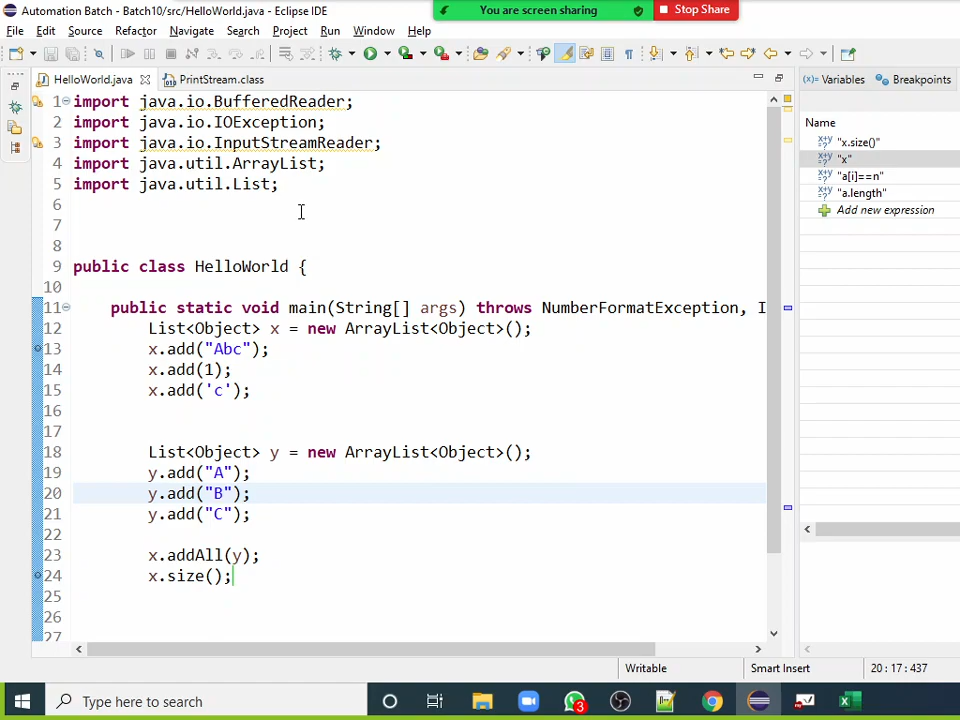 Automation Batch - Batch10/src/HelloWorld.java - Eclipse IDE
You are screen sharing
Stop Share
File Edit Source Refactor Navigate Search Project Run Window Help
HelloWorld.java
PrintStream.class
(x)= Variables
Breakpoints
1 import java.io.BufferedReader;
2 import java.io.IOException;
3 import java.io.InputStreamReader;
4 import java.util.ArrayList;
5 import java.util.List;
6
7
8
9 public class HelloWorld {
10
11 public static void main(String[] args) throws NumberFormatException, I
12 List<Object> x = new ArrayList<Object>();
13 x.add("Abc");
14 x.add(1);
15 x.add('c');
16
17
18 List<Object> y = new ArrayList<Object>();
19 y.add("A");
20 y.add("B");
21 y.add("C");
22
23 x.addAll(y);
24 x.size();
25
26
27
Name
"x.size()"
"x"
"a[i]==n"
"a.length"
Add new expression
Writable
Smart Insert
20 : 17 : 437
Type here to search
3